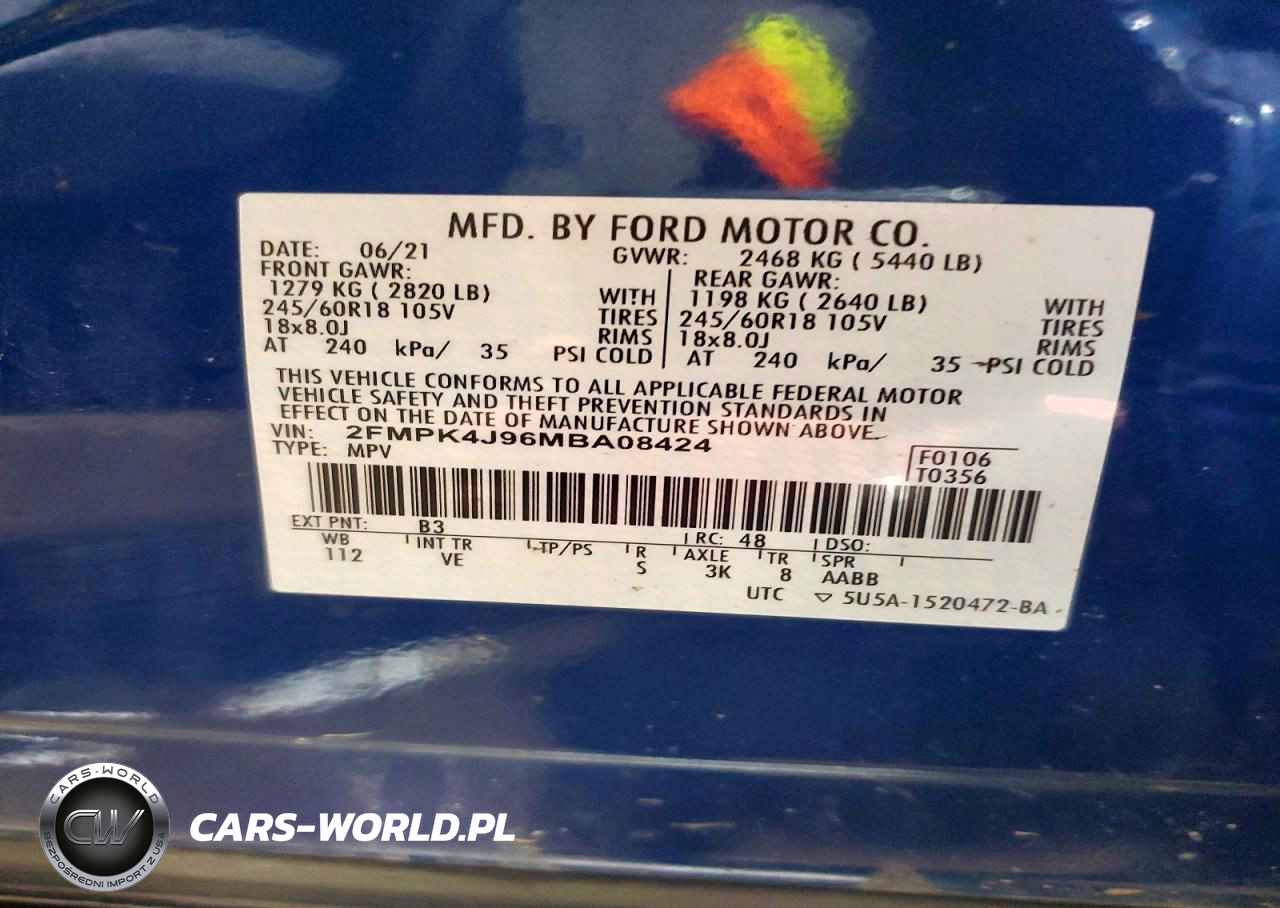 MFD. BY FORD MOTOR CO.
DATE: 06/21 GVWR: 2468 KG ( 5440 LB)
FRONT GAWR: REAR GAWR:
1279 KG ( 2820 LB) WITH 1198 KG ( 2640 LB) WITH
245/60R18 105V TIRES 245/60R18 105V TIRES
18x8.0J RIMS 18x8.0J RIMS
AT 240 kPa/ 35 PSI COLD AT 240 kPa/ 35 PSI COLD
THIS VEHICLE CONFORMS TO ALL APPLICABLE FEDERAL MOTOR
VEHICLE SAFETY AND THEFT PREVENTION STANDARDS IN
EFFECT ON THE DATE OF MANUFACTURE SHOWN ABOVE.
VIN: 2FMPK4J96MBA08424
TYPE: MPV
F0106
T0356
EXT PNT: B3 RC: 48 DSO:
WB INT TR TP/PS R AXLE TR SPR
112 VE S 3K 8 AABB
UTC ▽ 5U5A-1520472-BA
CARS-WORLD
CW
BEZPOŚREDNI IMPORT Z USA
CARS-WORLD.PL